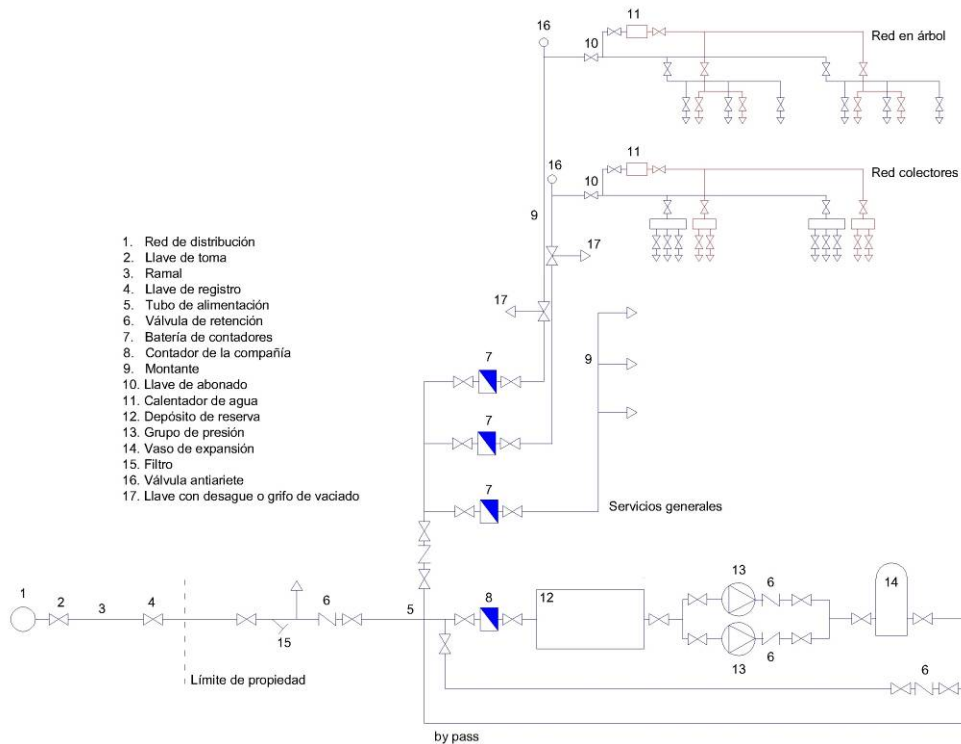 16
11
10
Red en árbol
16
11
10
Red colectores
9
17
1. Red de distribución
2. Llave de toma
3. Ramal
4. Llave de registro
5. Tubo de alimentación
6. Válvula de retención
7. Batería de contadores
8. Contador de la compañía
9. Montante
10. Llave de abonado
11. Calentador de agua
12. Depósito de reserva
13. Grupo de presión
14. Vaso de expansión
15. Filtro
16. Válvula antiariete
17. Llave con desague o grifo de vaciado
17
7
9
7
7
Servicios generales
1
2
3
4
15
6
5
8
12
13
6
13
6
14
Límite de propiedad
6
by pass